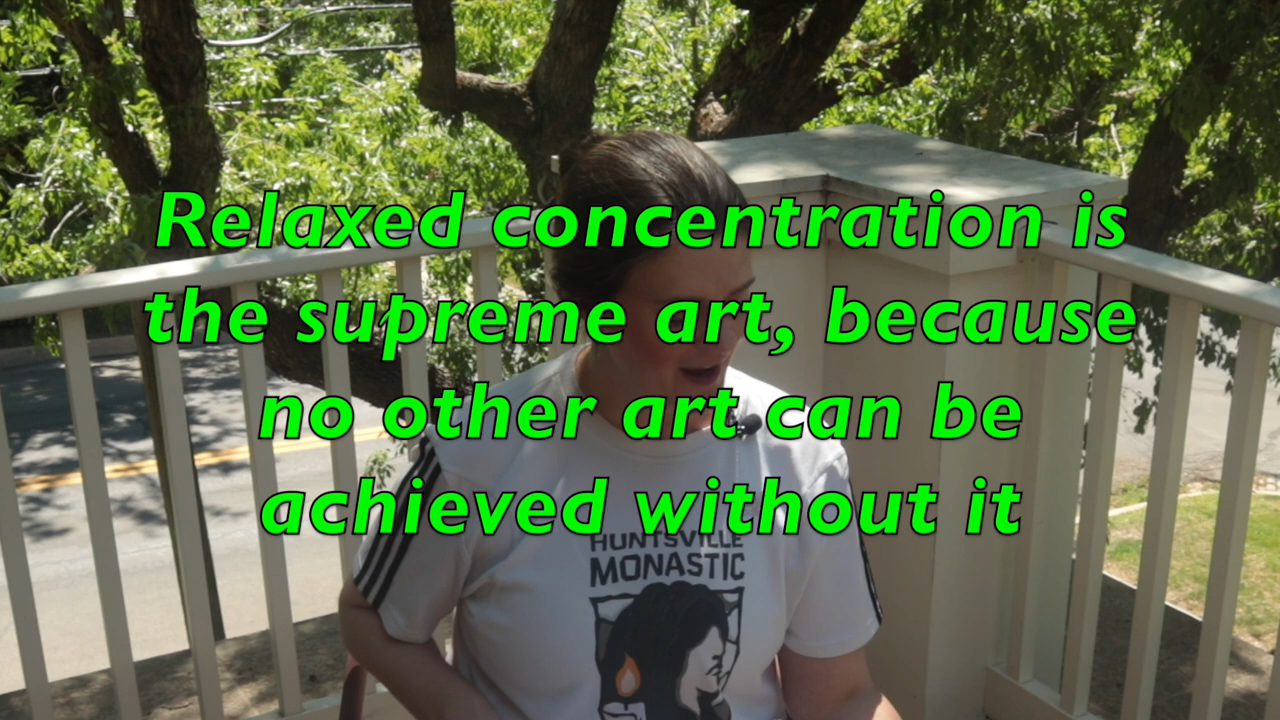 Relaxed concentration is
the supreme art, because
no other art can be
achieved without it
HUNTSVILLE
MONASTIC